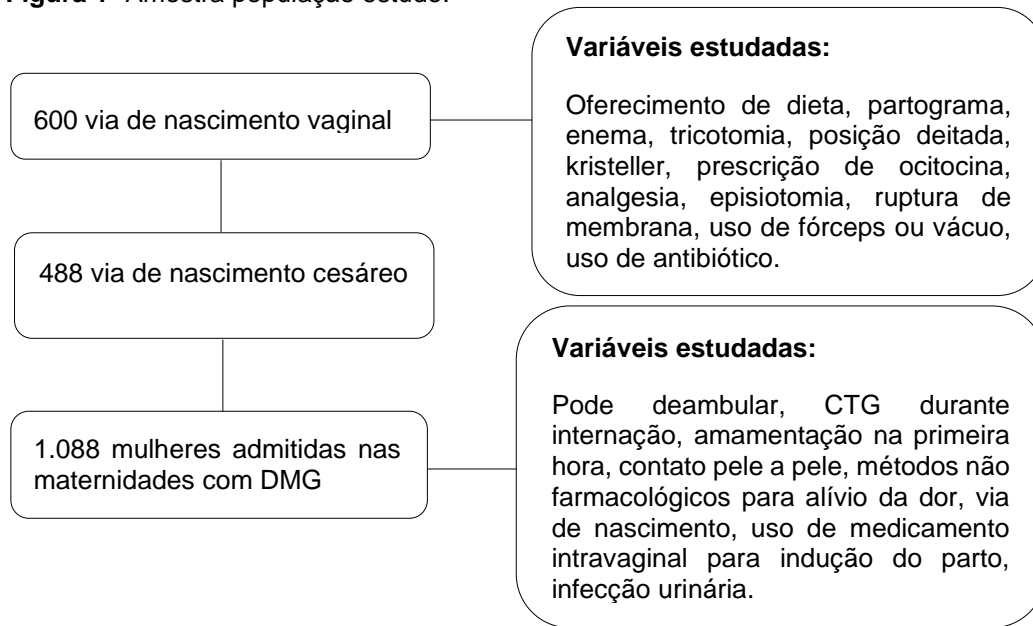 Figura 1- Amostra população estudo.
600 via de nascimento vaginal
Variáveis estudadas:
Oferecimento de dieta, partograma,
enema, tricotomia, posição deitada,
kristeller, prescrição de ocitocina,
analgesia, episiotomia, ruptura de
membrana, uso de fórceps ou vácuo,
uso de antibiótico.
488 via de nascimento cesáreo
1.088 mulheres admitidas nas
maternidades com DMG
Variáveis estudadas:
Pode deambular, CTG durante
internação, amamentação na primeira
hora, contato pele a pele, métodos não
farmacológicos para alívio da dor, via
de nascimento, uso de medicamento
intravaginal para indução do parto,
infecção urinária.